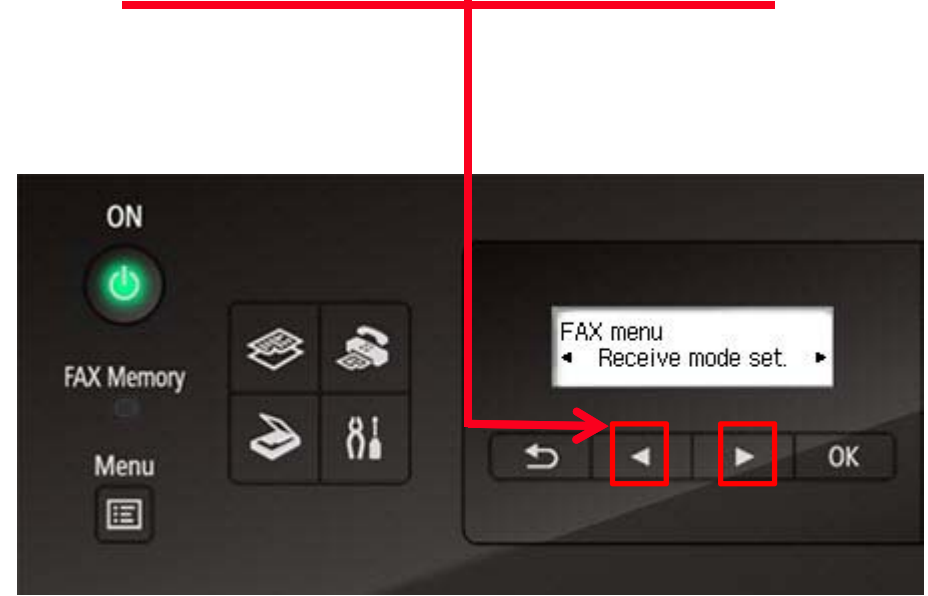 ON
FAX Memory
Menu
FAX menu
◂ Receive mode set. ▸
OK